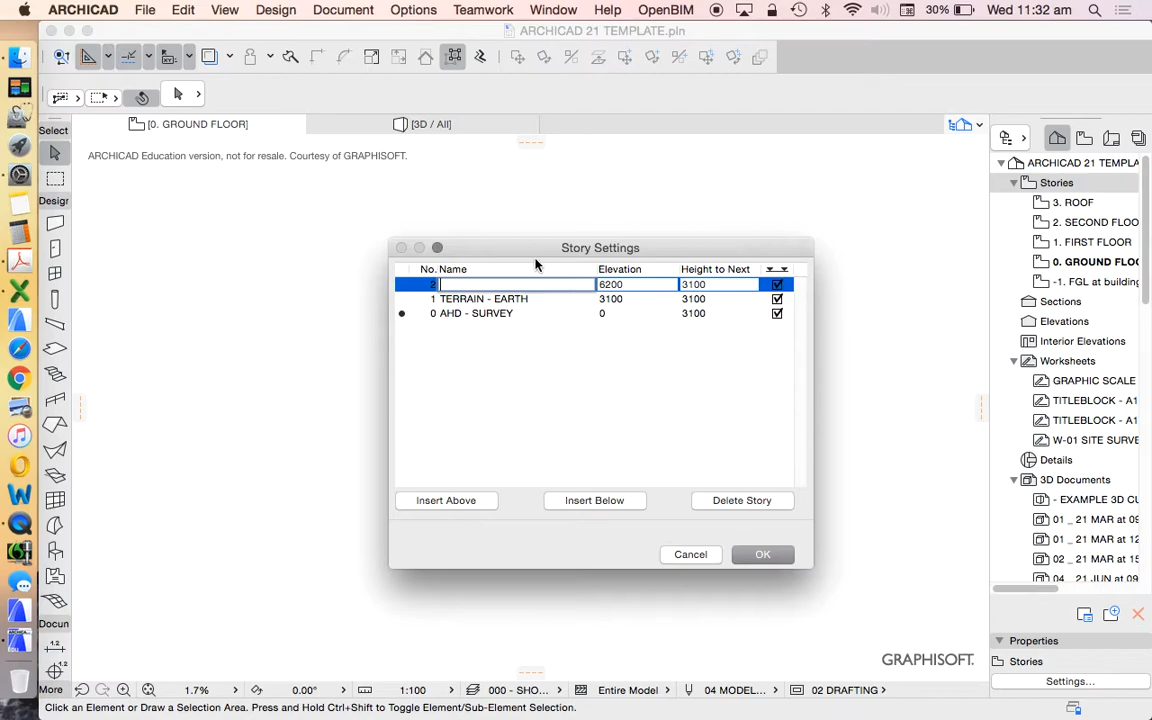 ARCHICAD File Edit View Design Document Options Teamwork Window Help OpenBIM 30% Wed 11:32 am
ARCHICAD 21 TEMPLATE.pln
[0. GROUND FLOOR] [3D / All]
ARCHICAD Education version, not for resale. Courtesy of GRAPHISOFT.
Select
Design
Docun
More
Story Settings
No. Name Elevation Height to Next
2 6200 3100
1 TERRAIN - EARTH 3100 3100
0 AHD - SURVEY 0 3100
Insert Above Insert Below Delete Story
Cancel OK
ARCHICAD 21 TEMPLA
Stories
3. ROOF
2. SECOND FLOO
1. FIRST FLOOR
0. GROUND FLO
-1. FGL at building
Sections
Elevations
Interior Elevations
Worksheets
GRAPHIC SCALE
TITLEBLOCK - A1
TITLEBLOCK - A1
W-01 SITE SURVE
Details
3D Documents
- EXAMPLE 3D CU
01 _ 21 MAR at 09
01 _ 21 MAR at 12
02 _ 21 MAR at 15
04 _ 21 JUN at 09
Properties
Stories
Settings...
GRAPHISOFT.
1.7% 0.00° 1:100 000 - SHO... Entire Model 04 MODEL... 02 DRAFTING
Click an Element or Draw a Selection Area. Press and Hold Ctrl+Shift to Toggle Element/Sub-Element Selection.